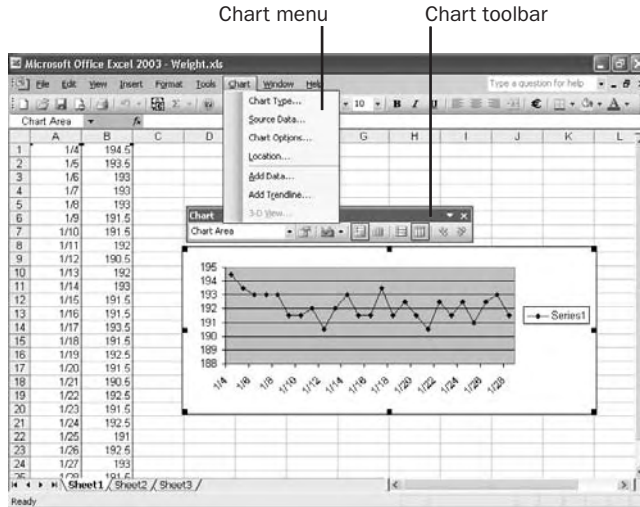 Chart menu Chart toolbar
Microsoft Office Excel 2003 - Weight.xls
File Edit View Insert Format Tools Chart Window Help Type a question for help
10 B I U €
Chart Area fx
A B C D G H I J K L
Chart Type...
Source Data...
Chart Options...
Location...
Add Data...
Add Trendline...
3-D View...
1 1/4 194.5
2 1/5 193.5
3 1/6 193
4 1/7 193
5 1/8 193
6 1/9 191.5
7 1/10 191.5
8 1/11 192
9 1/12 190.5
10 1/13 192
11 1/14 193
12 1/15 191.5
13 1/16 191.5
14 1/17 193.5
15 1/18 191.5
16 1/19 192.5
17 1/20 191.5
18 1/21 190.5
19 1/22 192.5
20 1/23 191.5
21 1/24 192.5
22 1/25 191
23 1/26 192.5
24 1/27 193
Chart
Chart Area
195
194
193
192
191
190
189
188
1/4 1/6 1/8 1/10 1/12 1/14 1/16 1/18 1/20 1/22 1/24 1/26 1/28
Series1
Sheet1 Sheet2 Sheet3
Ready